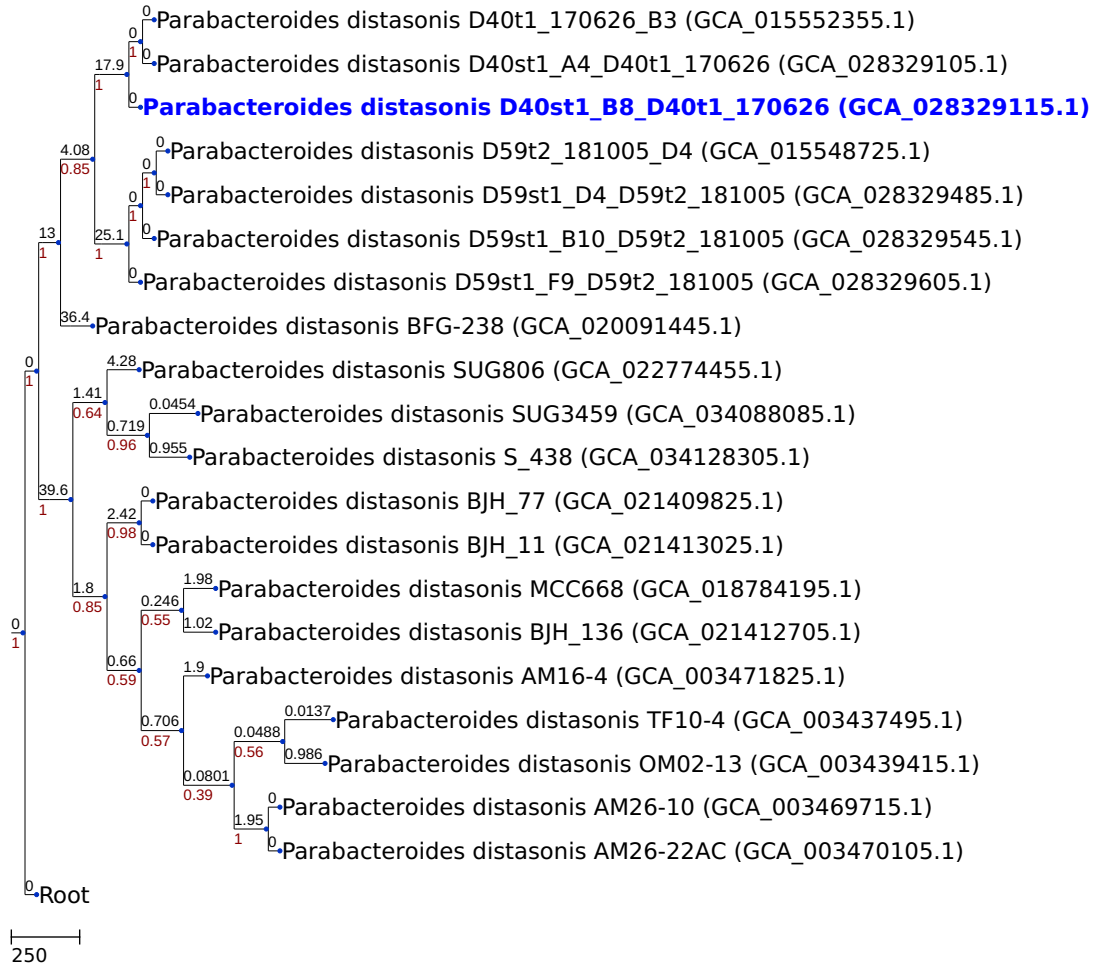 0
Parabacteroides distasonis D40t1_170626_B3 (GCA_015552355.1)
0
1
0
Parabacteroides distasonis D40st1_A4_D40t1_170626 (GCA_028329105.1)
17.9
1
0
Parabacteroides distasonis D40st1_B8_D40t1_170626 (GCA_028329115.1)
4.08
0.85
0
Parabacteroides distasonis D59t2_181005_D4 (GCA_015548725.1)
0
1
0
Parabacteroides distasonis D59st1_D4_D59t2_181005 (GCA_028329485.1)
0
1
0
Parabacteroides distasonis D59st1_B10_D59t2_181005 (GCA_028329545.1)
25.1
1
0
Parabacteroides distasonis D59st1_F9_D59t2_181005 (GCA_028329605.1)
13
1
36.4
Parabacteroides distasonis BFG-238 (GCA_020091445.1)
0
1
4.28
Parabacteroides distasonis SUG806 (GCA_022774455.1)
1.41
0.64
0.0454
Parabacteroides distasonis SUG3459 (GCA_034088085.1)
0.719
0.96
0.955
Parabacteroides distasonis S_438 (GCA_034128305.1)
39.6
1
0
Parabacteroides distasonis BJH_77 (GCA_021409825.1)
2.42
0.98
0
Parabacteroides distasonis BJH_11 (GCA_021413025.1)
1.8
0.85
1.98
Parabacteroides distasonis MCC668 (GCA_018784195.1)
0.246
0.55
1.02
Parabacteroides distasonis BJH_136 (GCA_021412705.1)
0
1
0.66
0.59
1.9
Parabacteroides distasonis AM16-4 (GCA_003471825.1)
0.706
0.57
0.0137
Parabacteroides distasonis TF10-4 (GCA_003437495.1)
0.0488
0.56
0.986
Parabacteroides distasonis OM02-13 (GCA_003439415.1)
0.0801
0.39
0
Parabacteroides distasonis AM26-10 (GCA_003469715.1)
1.95
1
0
Parabacteroides distasonis AM26-22AC (GCA_003470105.1)
0
Root
250